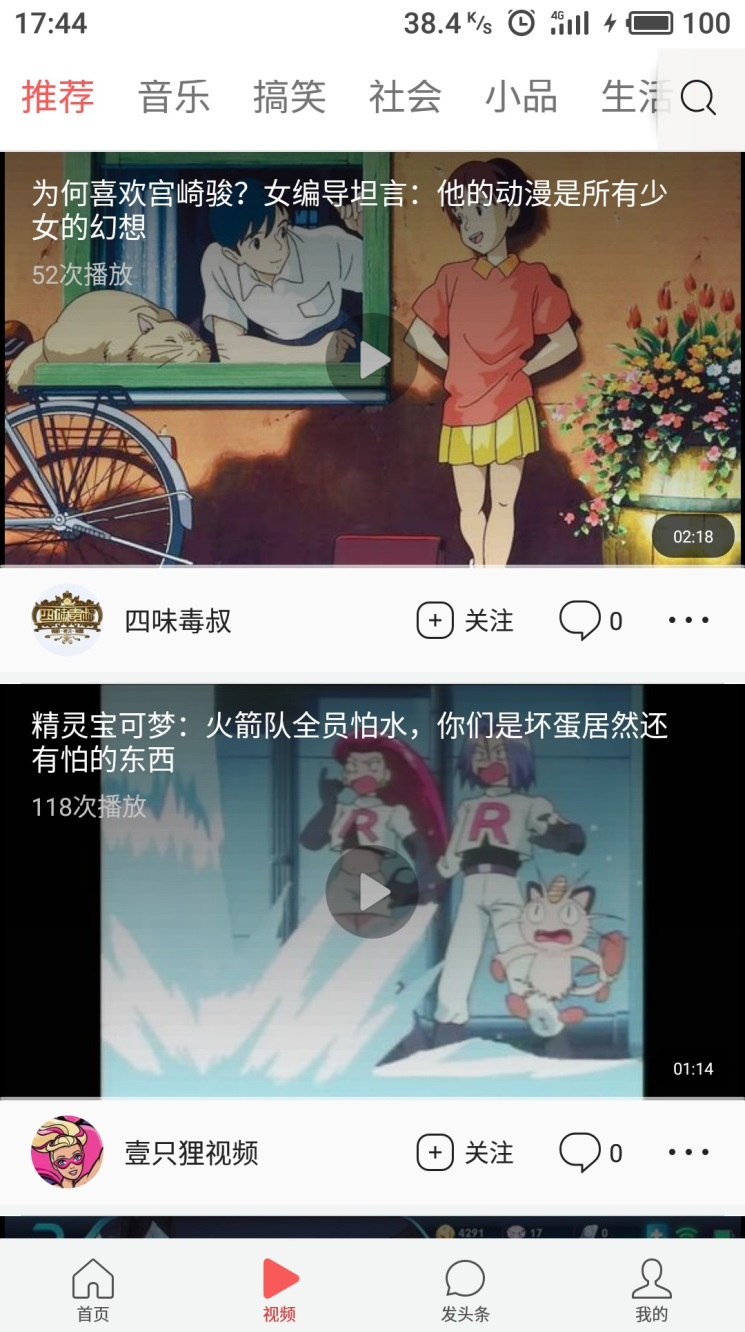 17:44 38.4 K/s 4G 100
推荐 音乐 搞笑 社会 小品 生活
为何喜欢宫崎骏？女编导坦言：他的动漫是所有少
女的幻想
52次播放
02:18
四味毒叔
四味毒叔 关注 0
精灵宝可梦：火箭队全员怕水，你们是坏蛋居然还
有怕的东西
118次播放
R R
01:14
壹只狸视频 关注 0
4291 17 0
首页 视频 发头条 我的